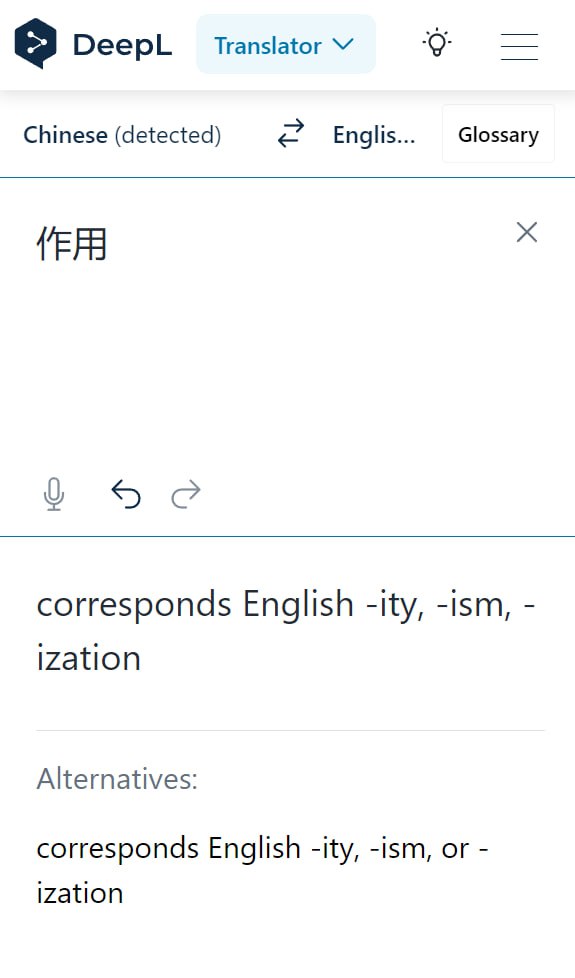 DeepL
Translator
Chinese (detected)
Englis...
Glossary
作用
corresponds English -ity, -ism, -
ization
Alternatives:
corresponds English -ity, -ism, or -
ization